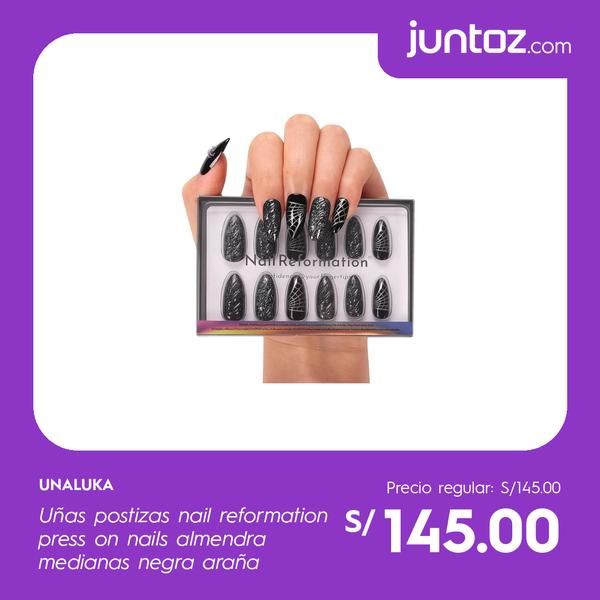 juntoz.com
Nail Reformation
UNALUKA
Uñas postizas nail reformation
press on nails almendra
medianas negra araña
Precio regular: S/145.00
S/145.00